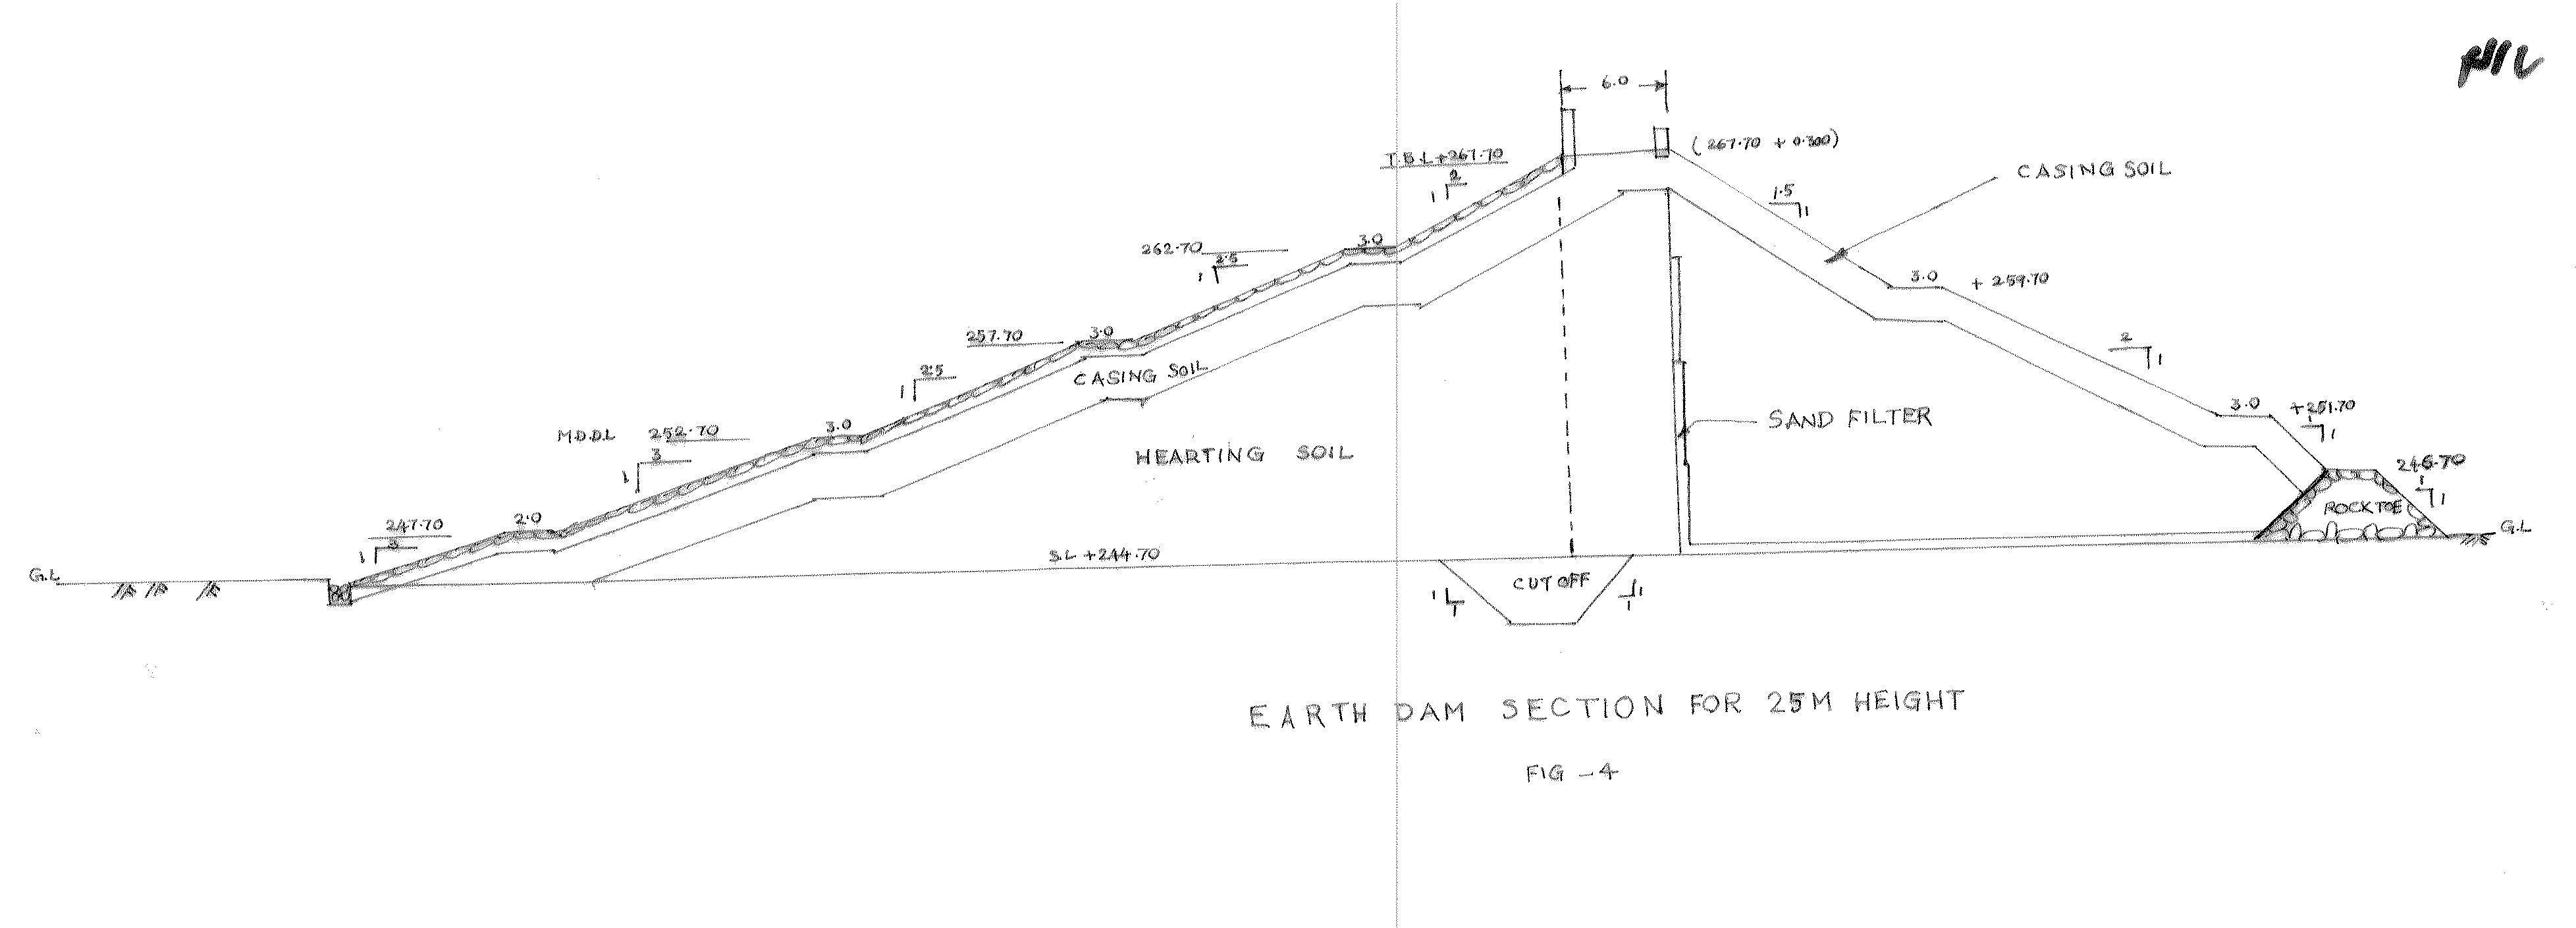 NIL
6.0
T.B.L +267.70
(267.70 + 0.300)
1 2
1.5 1
CASING SOIL
262.70
3.0
1 2.5
3.0
+ 259.70
257.70
3.0
2 1
1 2.5
CASING SOIL
3.0
+251.70
1 1
SAND FILTER
M.D.D.L 252.70
3.0
1 3
HEARTING SOIL
246.70
1 1
ROCK TOE
247.70
2.0
1 3
G.L
S.L +244.70
G.L
CUT OFF
1 1
1 1
EARTH DAM SECTION FOR 25M HEIGHT
FIG - 4